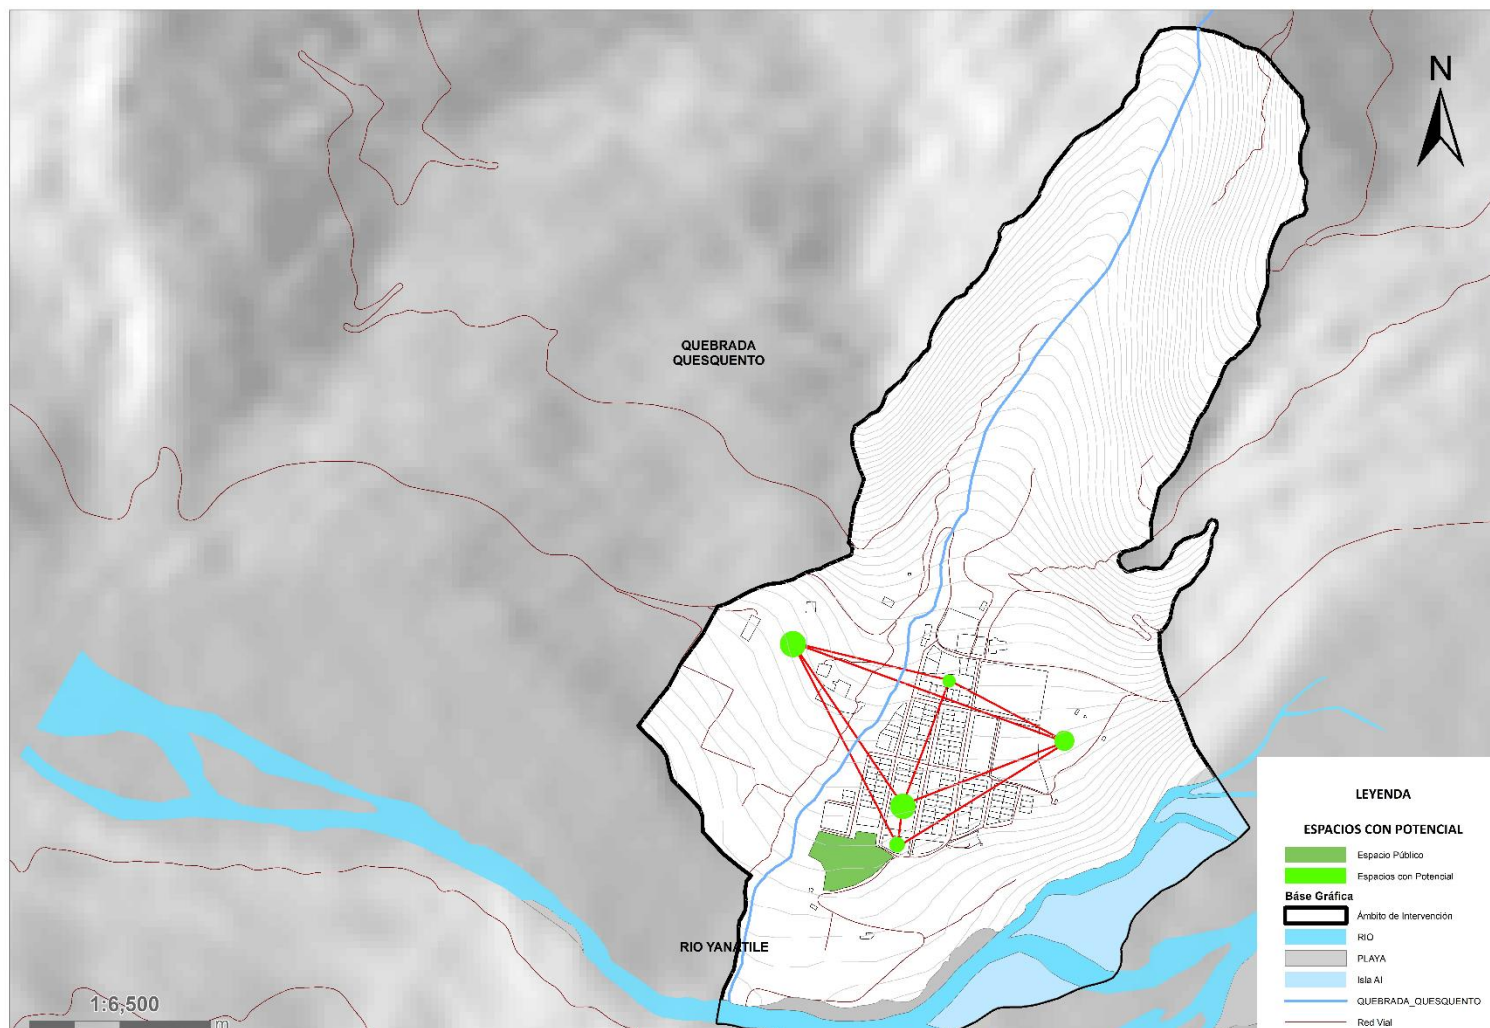 N
QUEBRADA
QUESQUENTO
RIO YANATILE
1:6,500
m
LEYENDA
ESPACIOS CON POTENCIAL
Espacio Público
Espacios con Potencial
Báse Gráfica
Ámbito de Intervención
RIO
PLAYA
Isla AI
QUEBRADA_QUESQUENTO
Red Vial